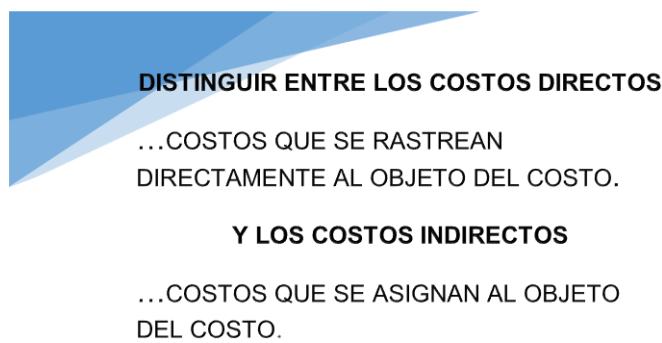 DISTINGUIR ENTRE LOS COSTOS DIRECTOS
...COSTOS QUE SE RASTREAN
DIRECTAMENTE AL OBJETO DEL COSTO.
Y LOS COSTOS INDIRECTOS
...COSTOS QUE SE ASIGNAN AL OBJETO
DEL COSTO.